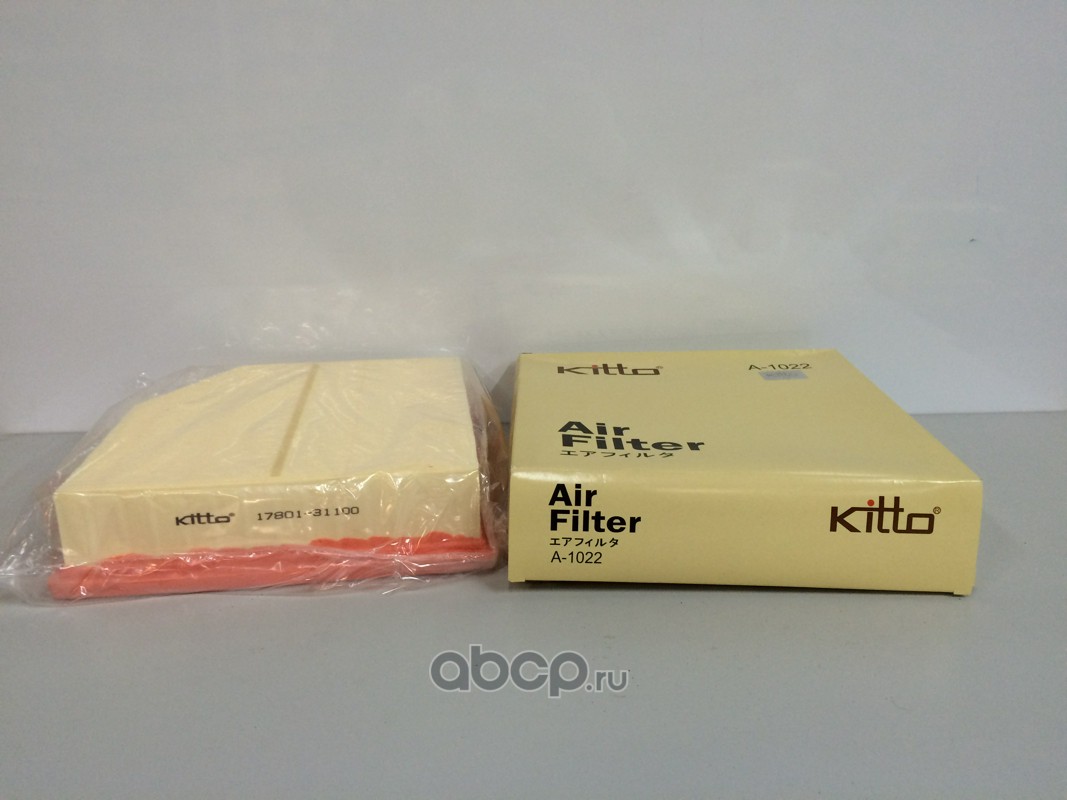 Kitto®
17801-31100
Kitto®
A-1022
Air
Filter
エアフィルタ
Air
Filter
エアフィルタ
A-1022
Kitto®
abcp.ru